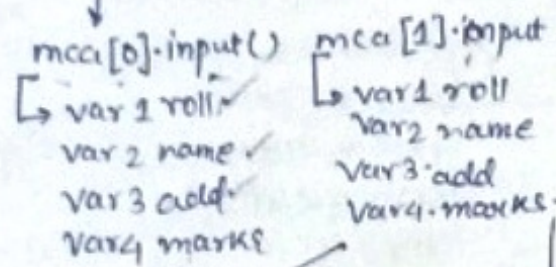 mca[0].input()
var 1 roll
var 2 name
var 3 add
var4 marks
mca [1].input
var1 roll
var2 name
var3.add
var4.marks